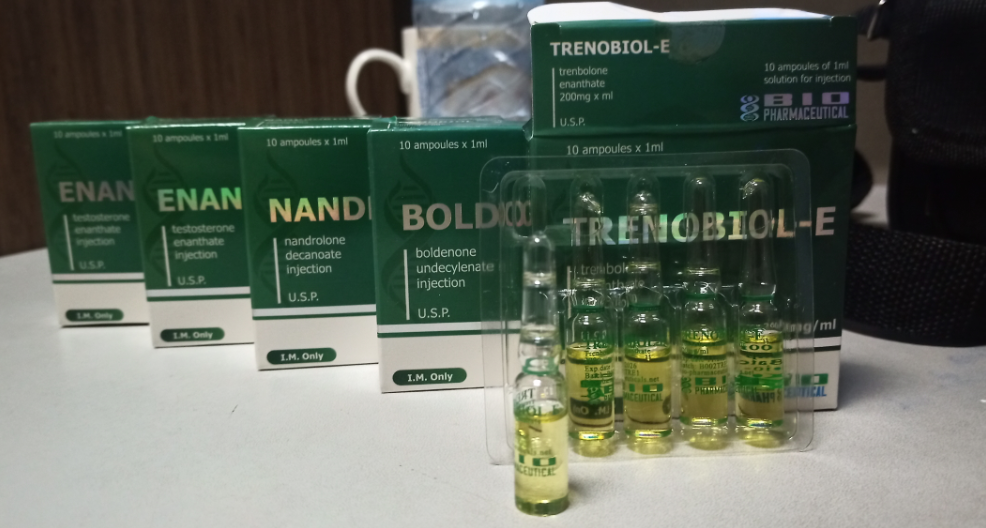 10 ampoules x 1ml
ENAN
testosterone
enanthate
injection
U.S.P.
I.M. Only
10 ampoules x 1ml
ENAN
testosterone
enanthate
injection
U.S.P.
I.M. Only
10 ampoules x 1ml
NANDI
nandrolone
decanoate
injection
U.S.P.
I.M. Only
10 ampoules x 1ml
BOLD
boldenone
undecylenate
injection
U.S.P.
I.M. Only
TRENOBIOL-E
trenbolone
enanthate
200mg x ml
U.S.P.
10 ampoules of 1ml
solution for injection
BIO
PHARMACEUTICAL
10 ampoules x 1ml
TRENOBIOL-E
mg/ml